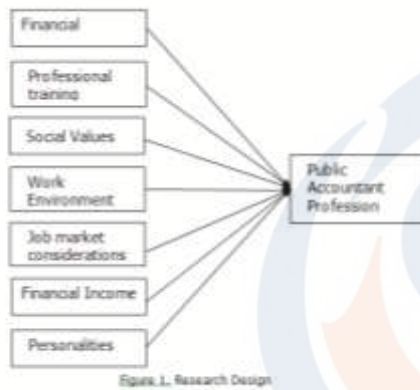 Financial
Professional
training
Social Values
Work
Environment
Job market
considerations
Financial Income
Personalities
Public
Accountant
Profession
Figure 1. Research Design